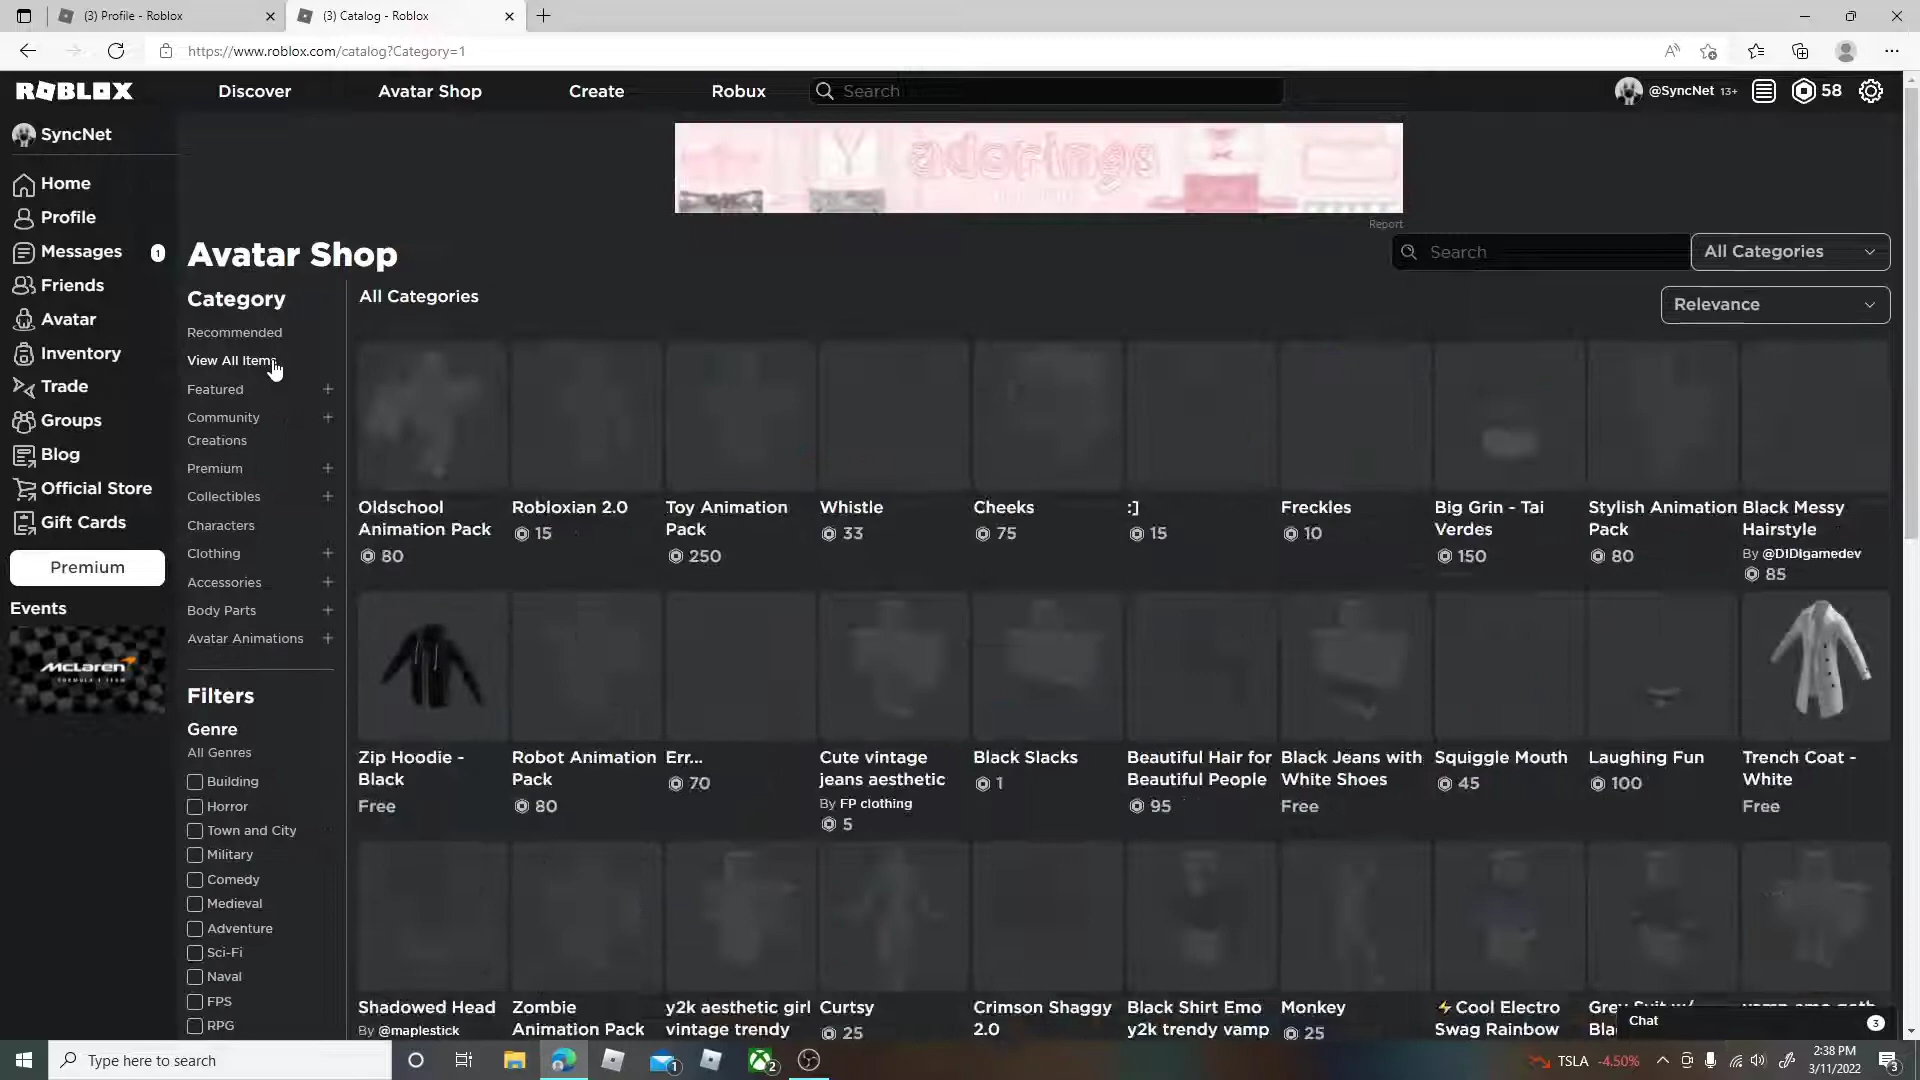 (3) Profile - Roblox
(3) Catalog - Roblox
https://www.roblox.com/catalog?Category=1
ROBLOX
Discover
Avatar Shop
Create
Robux
Search
@SyncNet 13+
58
SyncNet
adorings
Report
Home
Profile
Messages 1
Friends
Avatar
Inventory
Trade
Groups
Blog
Official Store
Gift Cards
Premium
Events
McLaren
FORMULA 1 TEAM
Avatar Shop
Search
All Categories
Category
All Categories
Relevance
Recommended
View All Items
Featured +
Community +
Creations
Premium +
Collectibles +
Characters
Clothing +
Accessories +
Body Parts +
Avatar Animations +
Filters
Genre
All Genres
Building
Horror
Town and City
Military
Comedy
Medieval
Adventure
Sci-Fi
Naval
FPS
RPG
Oldschool
Animation Pack
80
Robloxian 2.0
15
Toy Animation
Pack
250
Whistle
33
Cheeks
75
:]
15
Freckles
10
Big Grin - Tai
Verdes
150
Stylish Animation
Pack
80
Black Messy
Hairstyle
By @DIDIgamedev
85
Zip Hoodie -
Black
Free
Robot Animation
Pack
80
Err...
70
Cute vintage
jeans aesthetic
By FP clothing
5
Black Slacks
1
Beautiful Hair for
Beautiful People
95
Black Jeans with
White Shoes
Free
Squiggle Mouth
45
Laughing Fun
100
Trench Coat -
White
Free
Shadowed Head
By @maplestick
Zombie
Animation Pack
y2k aesthetic girl
vintage trendy
Curtsy
25
Crimson Shaggy
2.0
Black Shirt Emo
y2k trendy vamp
Monkey
25
⚡Cool Electro
Swag Rainbow
Chat
3
Type here to search
1
2
TSLA -4.50%
2:38 PM
3/11/2022
3